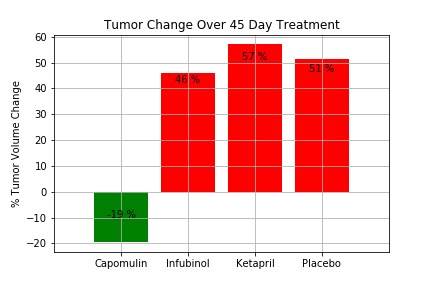 Tumor Change Over 45 Day Treatment
% Tumor Volume Change
60
50
40
30
20
10
0
−10
−20
-19 %
46 %
57 %
51 %
Capomulin
Infubinol
Ketapril
Placebo